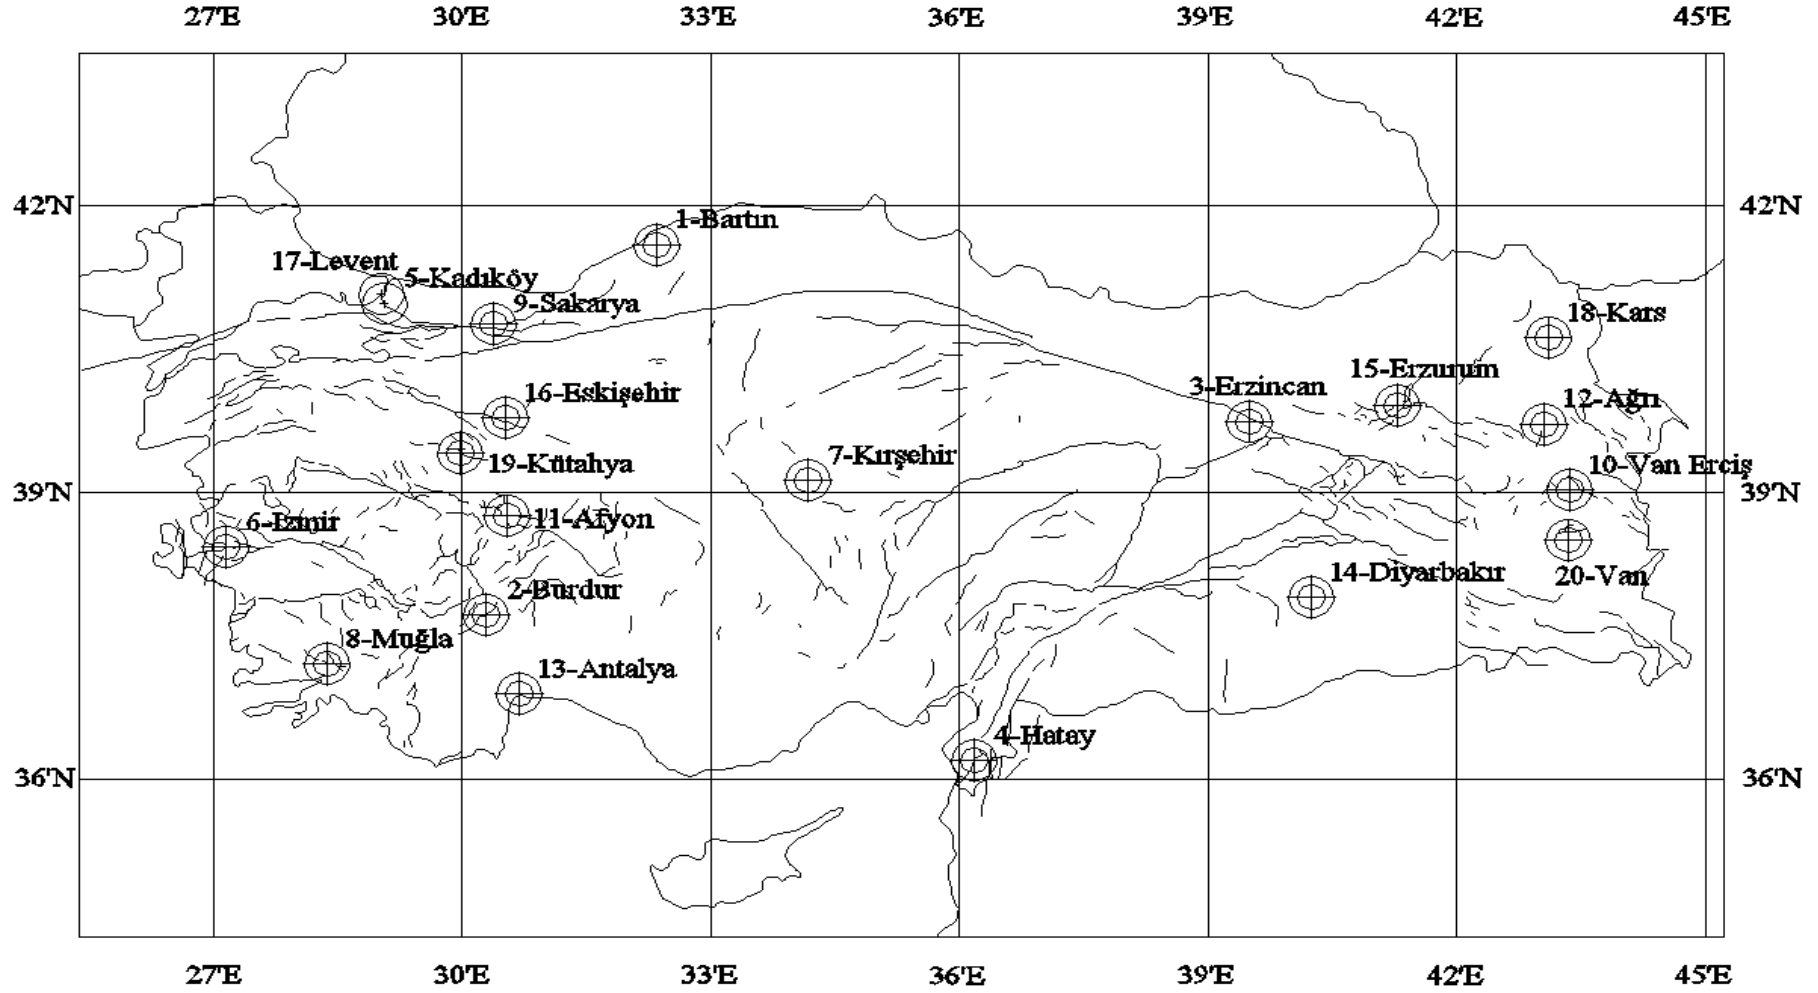 27'E 30'E 33'E 36'E 39'E 42'E 45'E
42'N 42'N
1-Bartın
17-Levent
5-Kadıköy
9-Sakarya
18-Kars
15-Erzurum
3-Erzincan
16-Eskişehir
12-Ağrı
7-Kırşehir
19-Kütahya
10-Van Erciş
39'N 39'N
6-Izmir
11-Afyon
14-Diyarbakır
20-Van
2-Burdur
8-Muğla
13-Antalya
4-Hatay
36'N 36'N
27'E 30'E 33'E 36'E 39'E 42'E 45'E